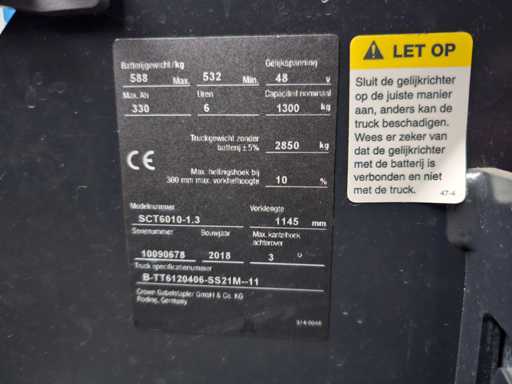 Batterijgewicht / kg
Gelijkspanning
588 Max. 532 Min. 48 v
Max. Ah Uren Capaciteit nominaal
330 6 1300 kg
Truckgewicht zonder
batterij ± 5% 2850 kg
CE
Max. hellingshoek bij
300 mm max. vorkhefhoogte 10 %
Modelnummer Vorklengte
SCT6010-1.3 1145 mm
Serienummer Bouwjaar Max. kantelhoek
achterover
10090678 2018 3 °
Truck specificatienummer
B-TT6120406-SS21M--11
Crown Gabelstapler GmbH & Co. KG
Roding, Germany
LET OP
Sluit de gelijkrichter
op de juiste manier
aan, anders kan de
truck beschadigen.
Wees er zeker van
dat de gelijkrichter
met de batterij is
verbonden en niet
met de truck.
47-4